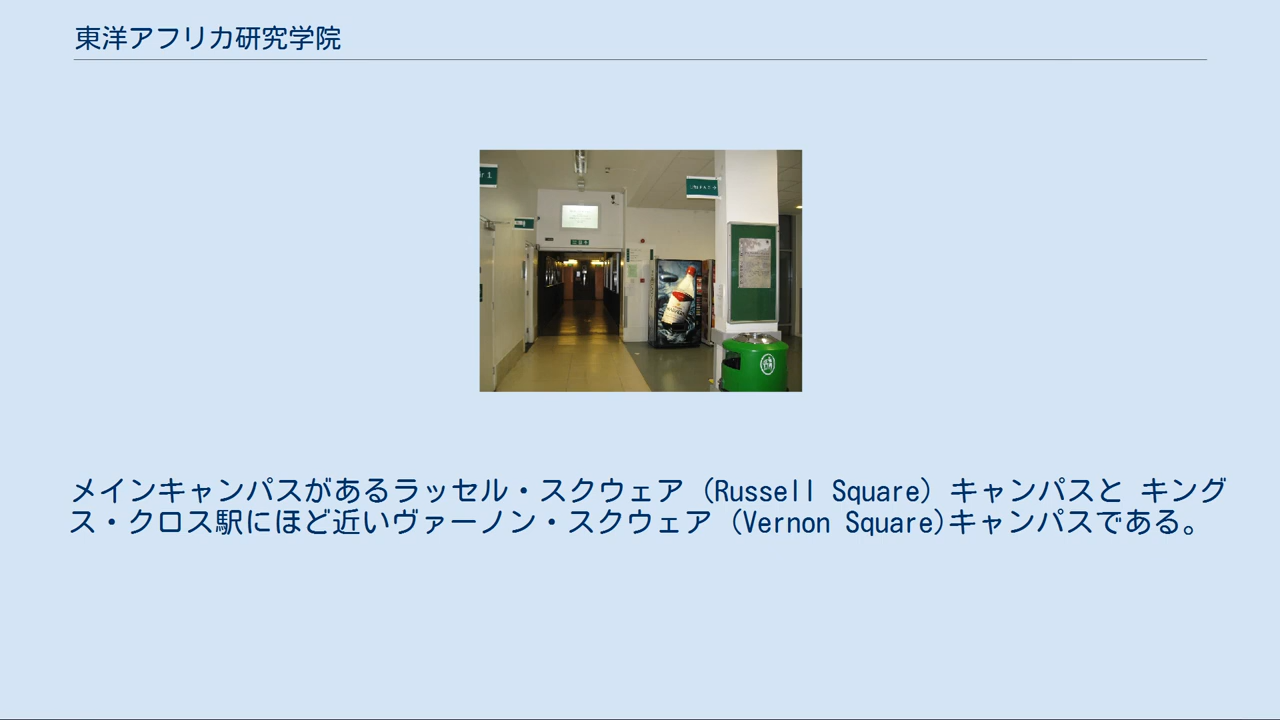 東洋アフリカ研究学院
メインキャンパスがあるラッセル・スクウェア (Russell Square) キャンパスと キング
ス・クロス駅にほど近いヴァーノン・スクウェア (Vernon Square)キャンパスである。